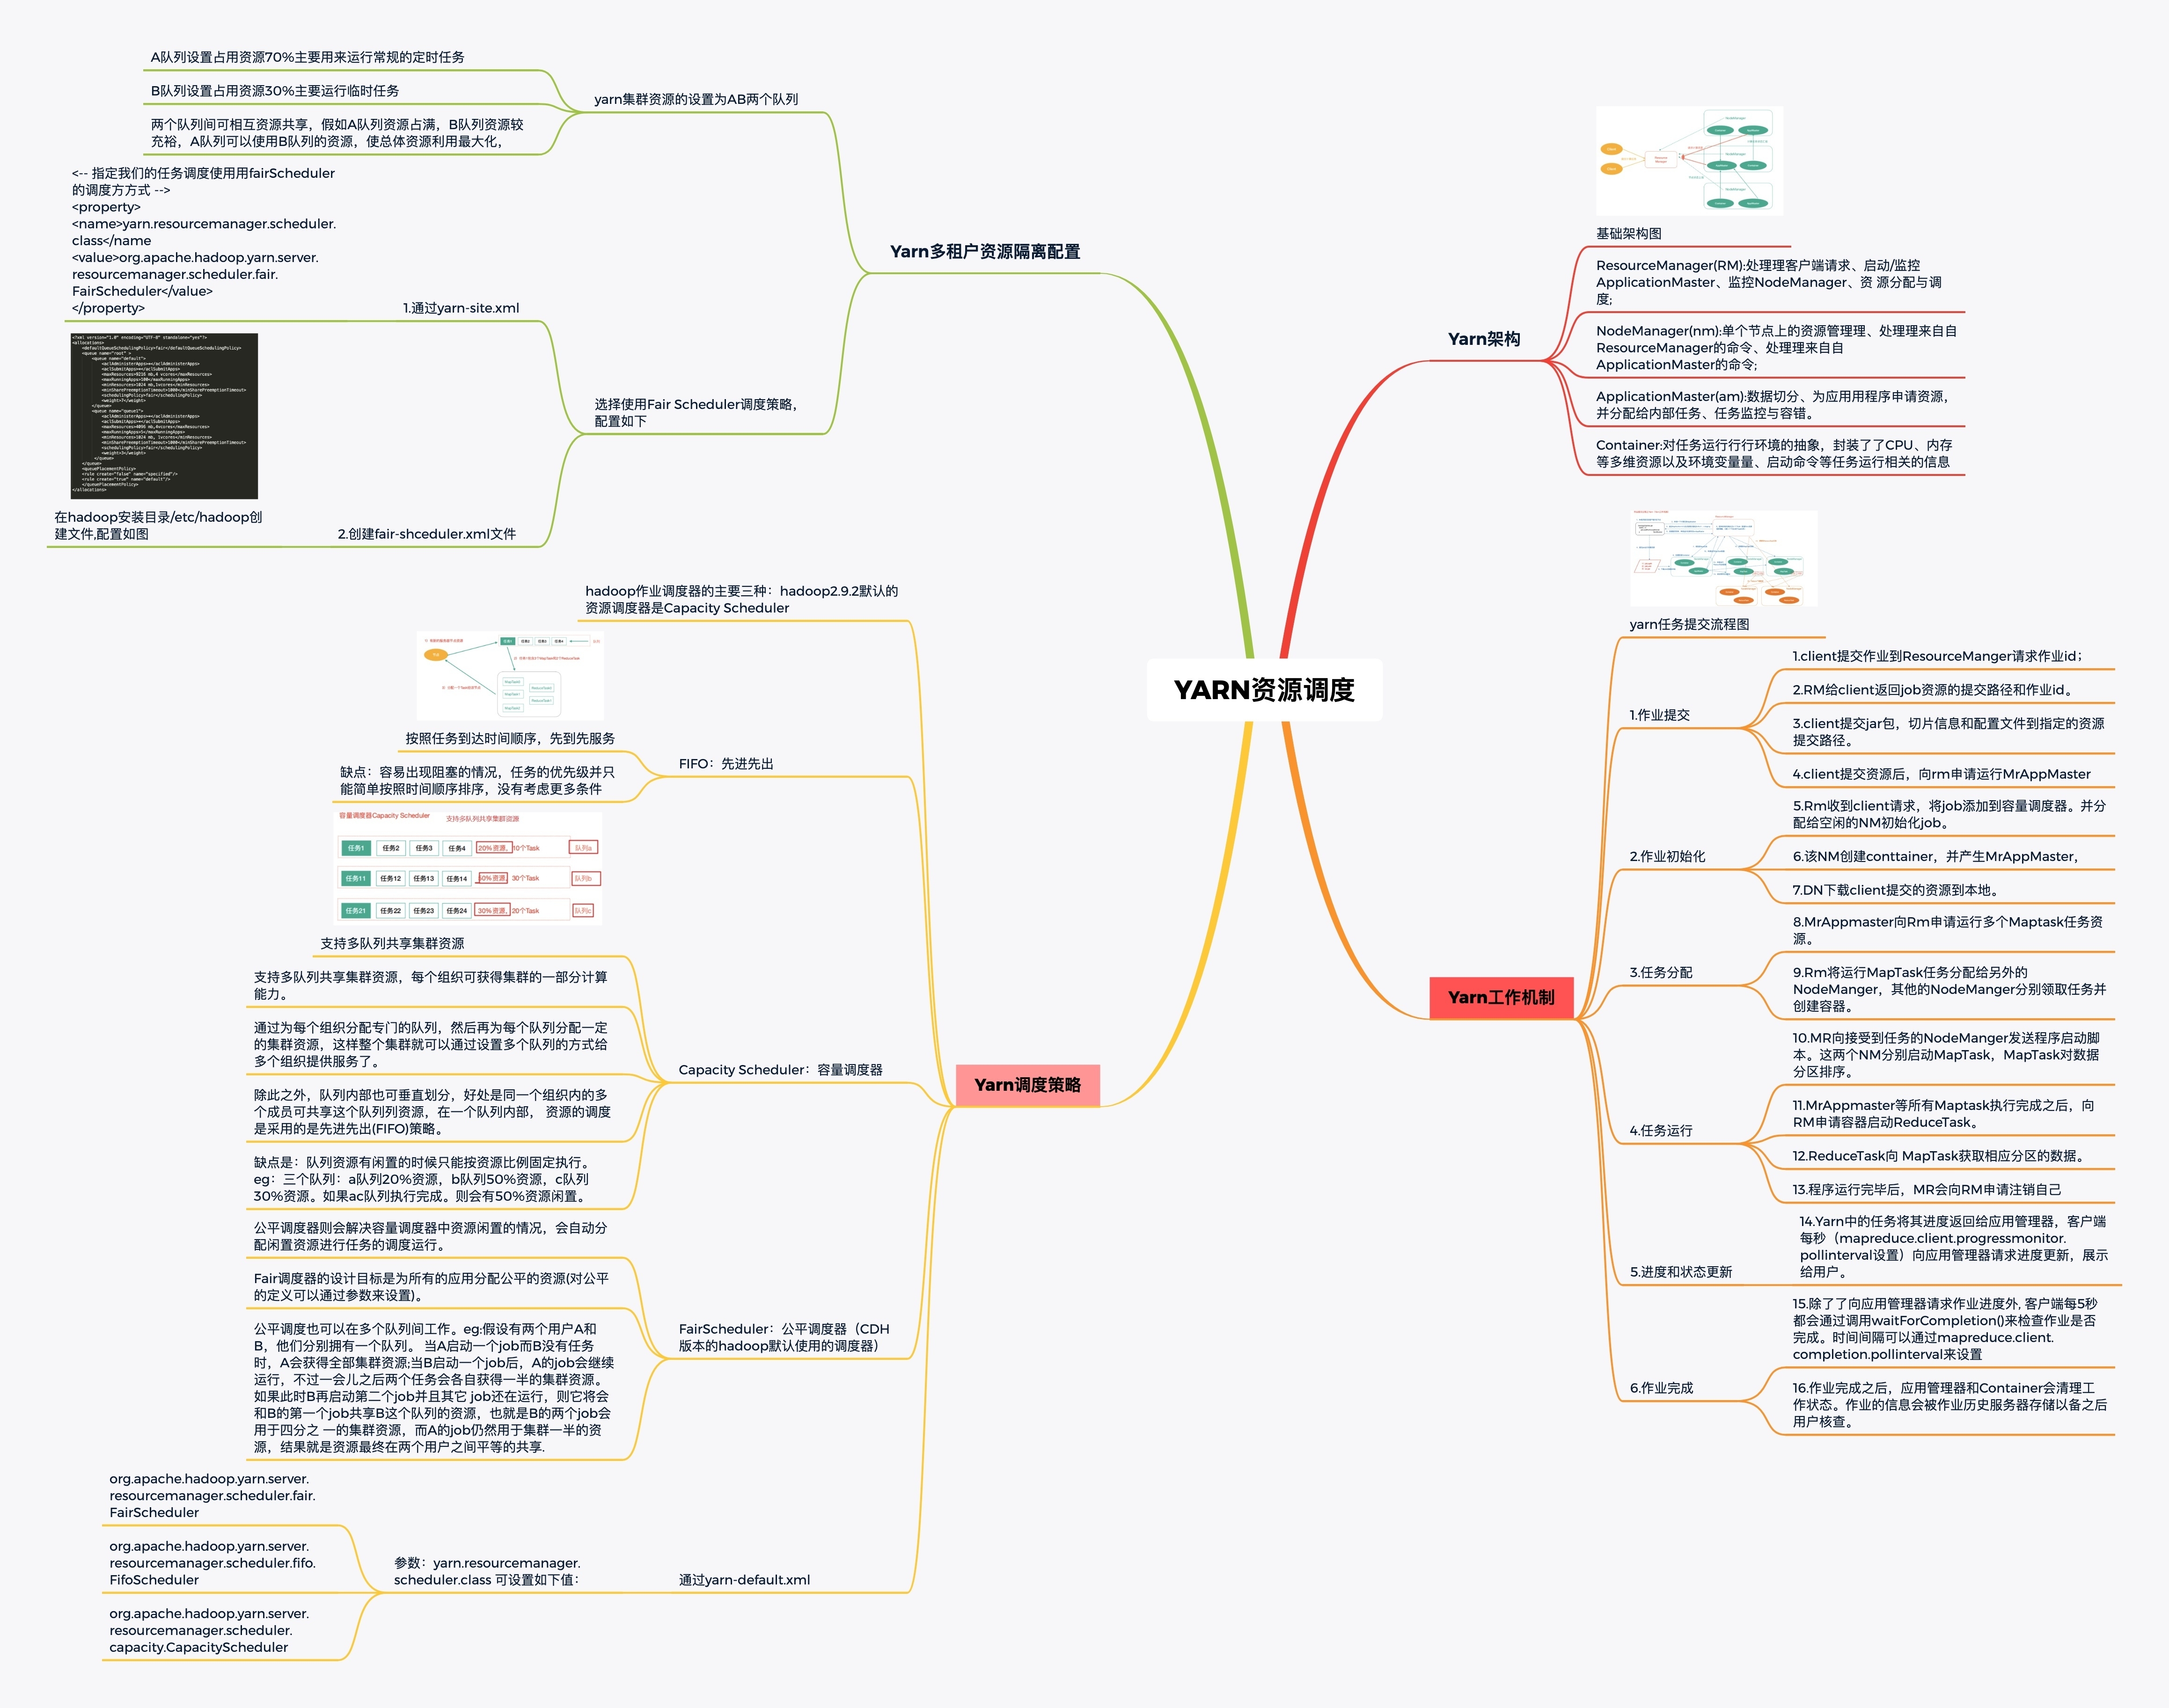 YARN资源调度
Yarn架构
基础架构图
ResourceManager(RM):处理理客户端请求、启动/监控
ApplicationMaster、监控NodeManager、资 源分配与调
度;
NodeManager(nm):单个节点上的资源管理理、处理理来自自
ResourceManager的命令、处理理来自自
ApplicationMaster的命令;
ApplicationMaster(am):数据切分、为应用用程序申请资源，
并分配给内部任务、任务监控与容错。
Container:对任务运行行行环境的抽象，封装了了CPU、内存
等多维资源以及环境变量量、启动命令等任务运行相关的信息
Yarn工作机制
yarn任务提交流程图
1.作业提交
1.client提交作业到ResourceManger请求作业id；
2.RM给client返回job资源的提交路径和作业id。
3.client提交jar包，切片信息和配置文件到指定的资源
提交路径。
4.client提交资源后，向rm申请运行MrAppMaster
2.作业初始化
5.Rm收到client请求，将job添加到容量调度器。并分
配给空闲的NM初始化job。
6.该NM创建conttainer，并产生MrAppMaster，
7.DN下载client提交的资源到本地。
3.任务分配
8.MrAppmaster向Rm申请运行多个Maptask任务资
源。
9.Rm将运行MapTask任务分配给另外的
NodeManger，其他的NodeManger分别领取任务并
创建容器。
4.任务运行
10.MR向接受到任务的NodeManger发送程序启动脚
本。这两个NM分别启动MapTask，MapTask对数据
分区排序。
11.MrAppmaster等所有Maptask执行完成之后，向
RM申请容器启动ReduceTask。
12.ReduceTask向 MapTask获取相应分区的数据。
13.程序运行完毕后，MR会向RM申请注销自己
5.进度和状态更新
14.Yarn中的任务将其进度返回给应用管理器，客户端
每秒（mapreduce.client.progressmonitor.
pollinterval设置）向应用管理器请求进度更新，展示
给用户。
6.作业完成
15.除了了向应用管理器请求作业进度外, 客户端每5秒
都会通过调用waitForCompletion()来检查作业是否
完成。时间间隔可以通过mapreduce.client.
completion.pollinterval来设置
16.作业完成之后，应用管理器和Container会清理工
作状态。作业的信息会被作业历史服务器存储以备之后
用户核查。
Yarn多租户资源隔离配置
yarn集群资源的设置为AB两个队列
A队列设置占用资源70%主要用来运行常规的定时任务
B队列设置占用资源30%主要运行临时任务
两个队列间可相互资源共享，假如A队列资源占满，B队列资源较
充裕，A队列可以使用B队列的资源，使总体资源利用最大化，
选择使用Fair Scheduler调度策略，
配置如下
1.通过yarn-site.xml
<-- 指定我们的任务调度使用用fairScheduler
的调度方方式 -->
<property>
<name>yarn.resourcemanager.scheduler.
class</name
<value>org.apache.hadoop.yarn.server.
resourcemanager.scheduler.fair.
FairScheduler</value>
</property>
2.创建fair-shceduler.xml文件
<?xml version="1.0" encoding="UTF-8" standalone="yes"?>
<allocations>
<defaultQueueSchedulingPolicy>fair</defaultQueueSchedulingPolicy>
<queue name="root" >
<queue name="default">
<aclAdministerApps>*</aclAdministerApps>
<aclSubmitApps>*</aclSubmitApps>
<maxResources>9216 mb,4 vcores</maxResources>
<maxRunningApps>100</maxRunningApps>
<minResources>1024 mb,1vcores</minResources>
<minSharePreemptionTimeout>1000</minSharePreemptionTimeout>
<schedulingPolicy>fair</schedulingPolicy>
<weight>7</weight>
</queue>
<queue name="queue1">
<aclAdministerApps>*</aclAdministerApps>
<aclSubmitApps>*</aclSubmitApps>
<maxResources>4096 mb,4vcores</maxResources>
<maxRunningApps>5</maxRunningApps>
<minResources>1024 mb, 1vcores</minResources>
<minSharePreemptionTimeout>1000</minSharePreemptionTimeout>
<schedulingPolicy>fair</schedulingPolicy>
<weight>3</weight>
</queue>
</queue>
<queuePlacementPolicy>
<rule create="false" name="specified"/>
<rule create="true" name="default"/>
</queuePlacementPolicy>
</allocations>
在hadoop安装目录/etc/hadoop创
建文件,配置如图
Yarn调度策略
hadoop作业调度器的主要三种：hadoop2.9.2默认的
资源调度器是Capacity Scheduler
FIFO：先进先出
按照任务到达时间顺序，先到先服务
缺点：容易出现阻塞的情况，任务的优先级并只
能简单按照时间顺序排序，没有考虑更多条件
Capacity Scheduler：容量调度器
容量调度器Capacity Scheduler 支持多队列共享集群资源
任务1 任务2 任务3 任务4 20%资源，10个Task 队列a
任务11 任务12 任务13 任务14 50%资源，30个Task 队列b
任务21 任务22 任务23 任务24 30%资源，20个Task 队列c
支持多队列共享集群资源
支持多队列共享集群资源，每个组织可获得集群的一部分计算
能力。
通过为每个组织分配专门的队列，然后再为每个队列分配一定
的集群资源，这样整个集群就可以通过设置多个队列的方式给
多个组织提供服务了。
除此之外，队列内部也可垂直划分，好处是同一个组织内的多
个成员可共享这个队列列资源，在一个队列内部， 资源的调度
是采用的是先进先出(FIFO)策略。
缺点是：队列资源有闲置的时候只能按资源比例固定执行。
eg：三个队列：a队列20%资源，b队列50%资源，c队列
30%资源。如果ac队列执行完成。则会有50%资源闲置。
FairScheduler：公平调度器（CDH
版本的hadoop默认使用的调度器）
公平调度器则会解决容量调度器中资源闲置的情况，会自动分
配闲置资源进行任务的调度运行。
Fair调度器的设计目标是为所有的应用分配公平的资源(对公平
的定义可以通过参数来设置)。
公平调度也可以在多个队列间工作。eg:假设有两个用户A和
B，他们分别拥有一个队列。 当A启动一个job而B没有任务
时，A会获得全部集群资源;当B启动一个job后，A的job会继续
运行，不过一会儿之后两个任务会各自获得一半的集群资源。
如果此时B再启动第二个job并且其它 job还在运行，则它将会
和B的第一个job共享B这个队列的资源，也就是B的两个job会
用于四分之 一的集群资源，而A的job仍然用于集群一半的资
源，结果就是资源最终在两个用户之间平等的共享.
通过yarn-default.xml
参数：yarn.resourcemanager.
scheduler.class 可设置如下值：
org.apache.hadoop.yarn.server.
resourcemanager.scheduler.fair.
FairScheduler
org.apache.hadoop.yarn.server.
resourcemanager.scheduler.fifo.
FifoScheduler
org.apache.hadoop.yarn.server.
resourcemanager.scheduler.
capacity.CapacityScheduler